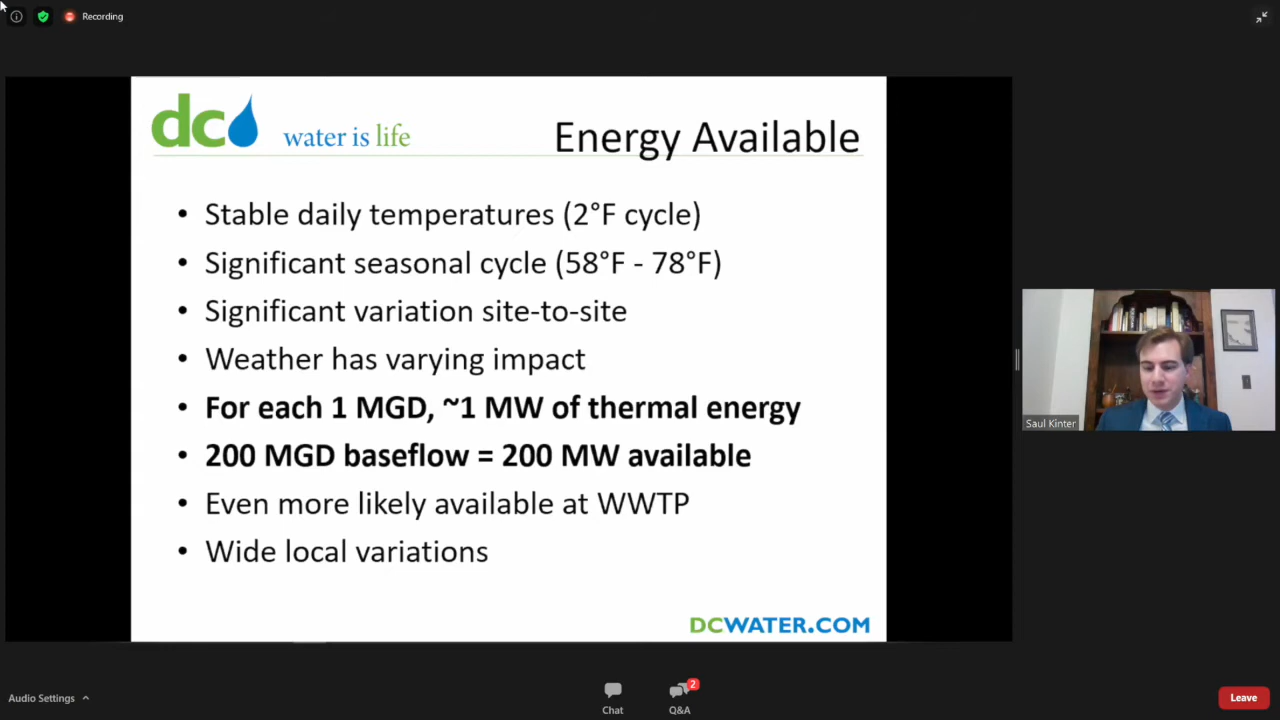 Recording
dc
water is life
Energy Available
• Stable daily temperatures (2°F cycle)
• Significant seasonal cycle (58°F - 78°F)
• Significant variation site-to-site
• Weather has varying impact
• For each 1 MGD, ~1 MW of thermal energy
• 200 MGD baseflow = 200 MW available
• Even more likely available at WWTP
• Wide local variations
DCWATER.COM
Saul Kinter
Audio Settings
Chat
2
Q&A
Leave